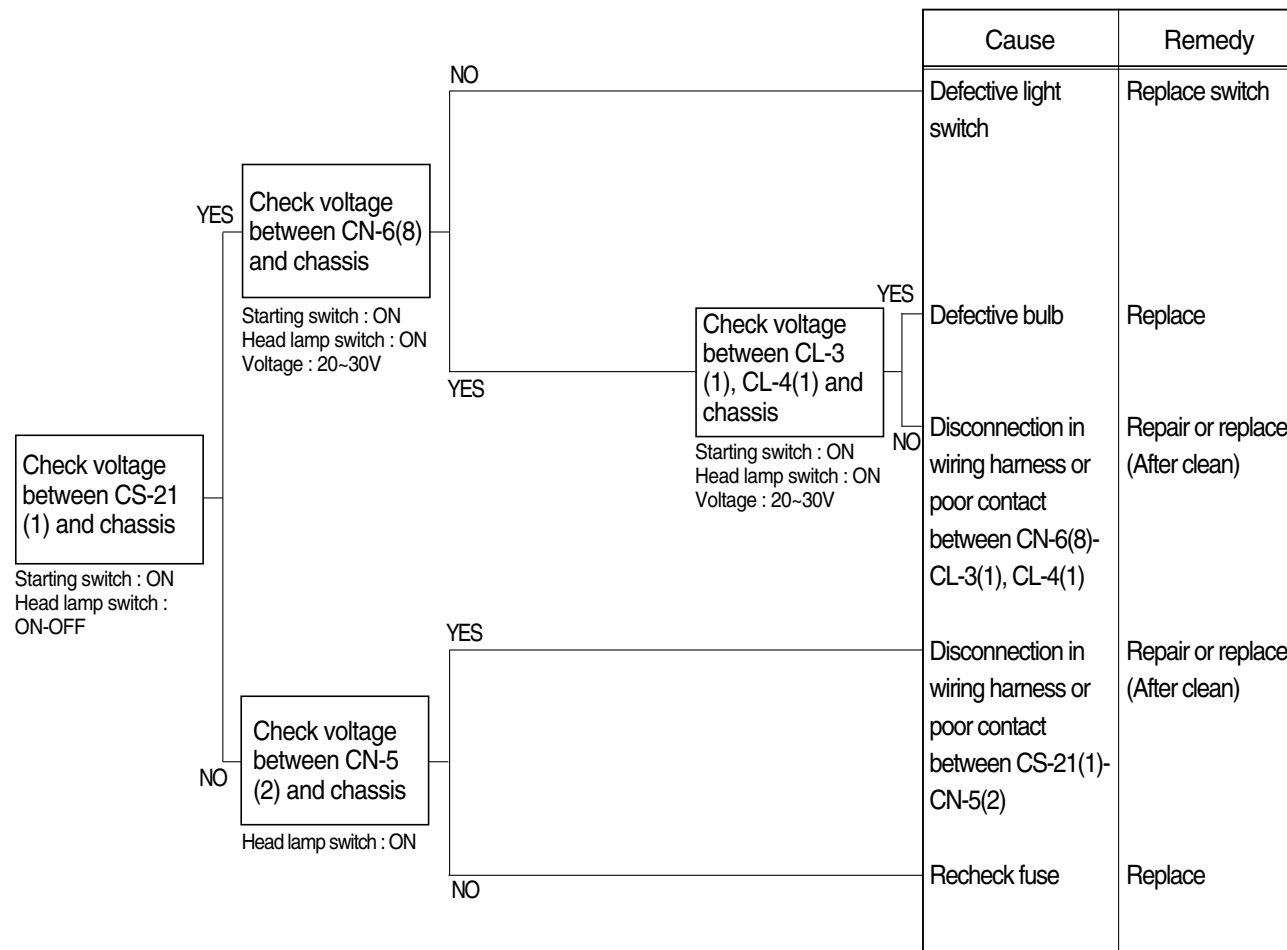 Cause
Remedy
NO
Defective light
switch
Replace switch
YES
Check voltage
between CN-6(8)
and chassis
Starting switch : ON
Head lamp switch : ON
Voltage : 20~30V
YES
Check voltage
between CL-3
(1), CL-4(1) and
chassis
Starting switch : ON
Head lamp switch : ON
Voltage : 20~30V
YES
Defective bulb
Replace
NO
Disconnection in
wiring harness or
poor contact
between CN-6(8)-
CL-3(1), CL-4(1)
Repair or replace
(After clean)
Check voltage
between CS-21
(1) and chassis
Starting switch : ON
Head lamp switch :
ON-OFF
YES
Disconnection in
wiring harness or
poor contact
between CS-21(1)-
CN-5(2)
Repair or replace
(After clean)
NO
Check voltage
between CN-5
(2) and chassis
Head lamp switch : ON
NO
Recheck fuse
Replace